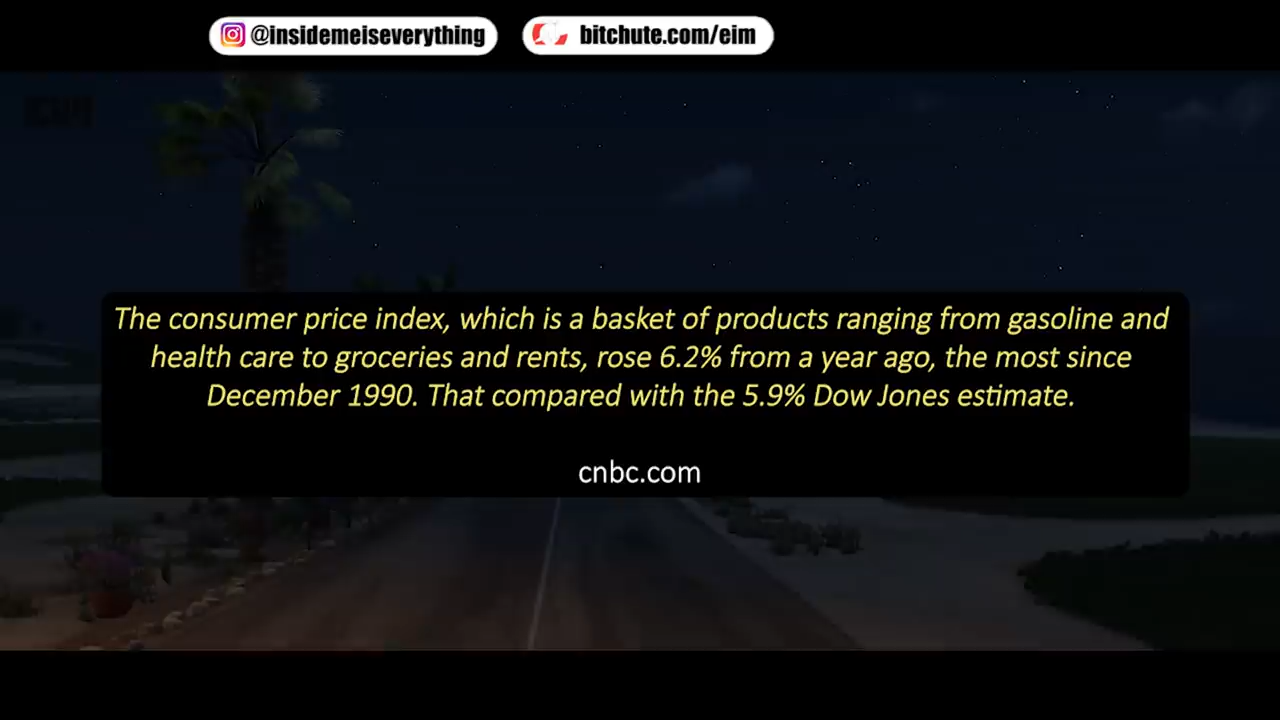 @insidemeiseverything
bitchute.com/eim
The consumer price index, which is a basket of products ranging from gasoline and
health care to groceries and rents, rose 6.2% from a year ago, the most since
December 1990. That compared with the 5.9% Dow Jones estimate.
cnbc.com